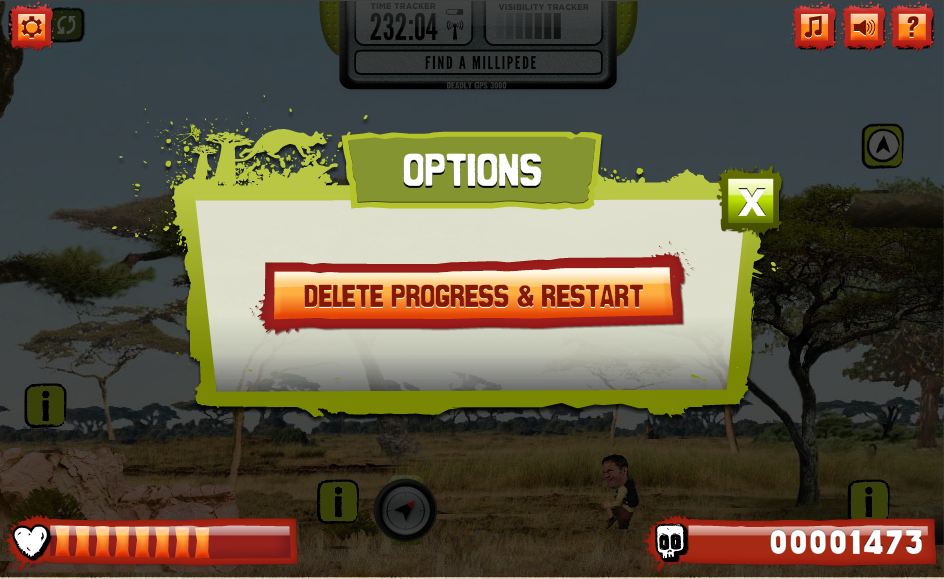 TIME TRACKER
VISIBILITY TRACKER
232:04
FIND A MILLIPEDE
DEADLY GPS 3000
?
OPTIONS
X
DELETE PROGRESS & RESTART
i
i
i
00001473